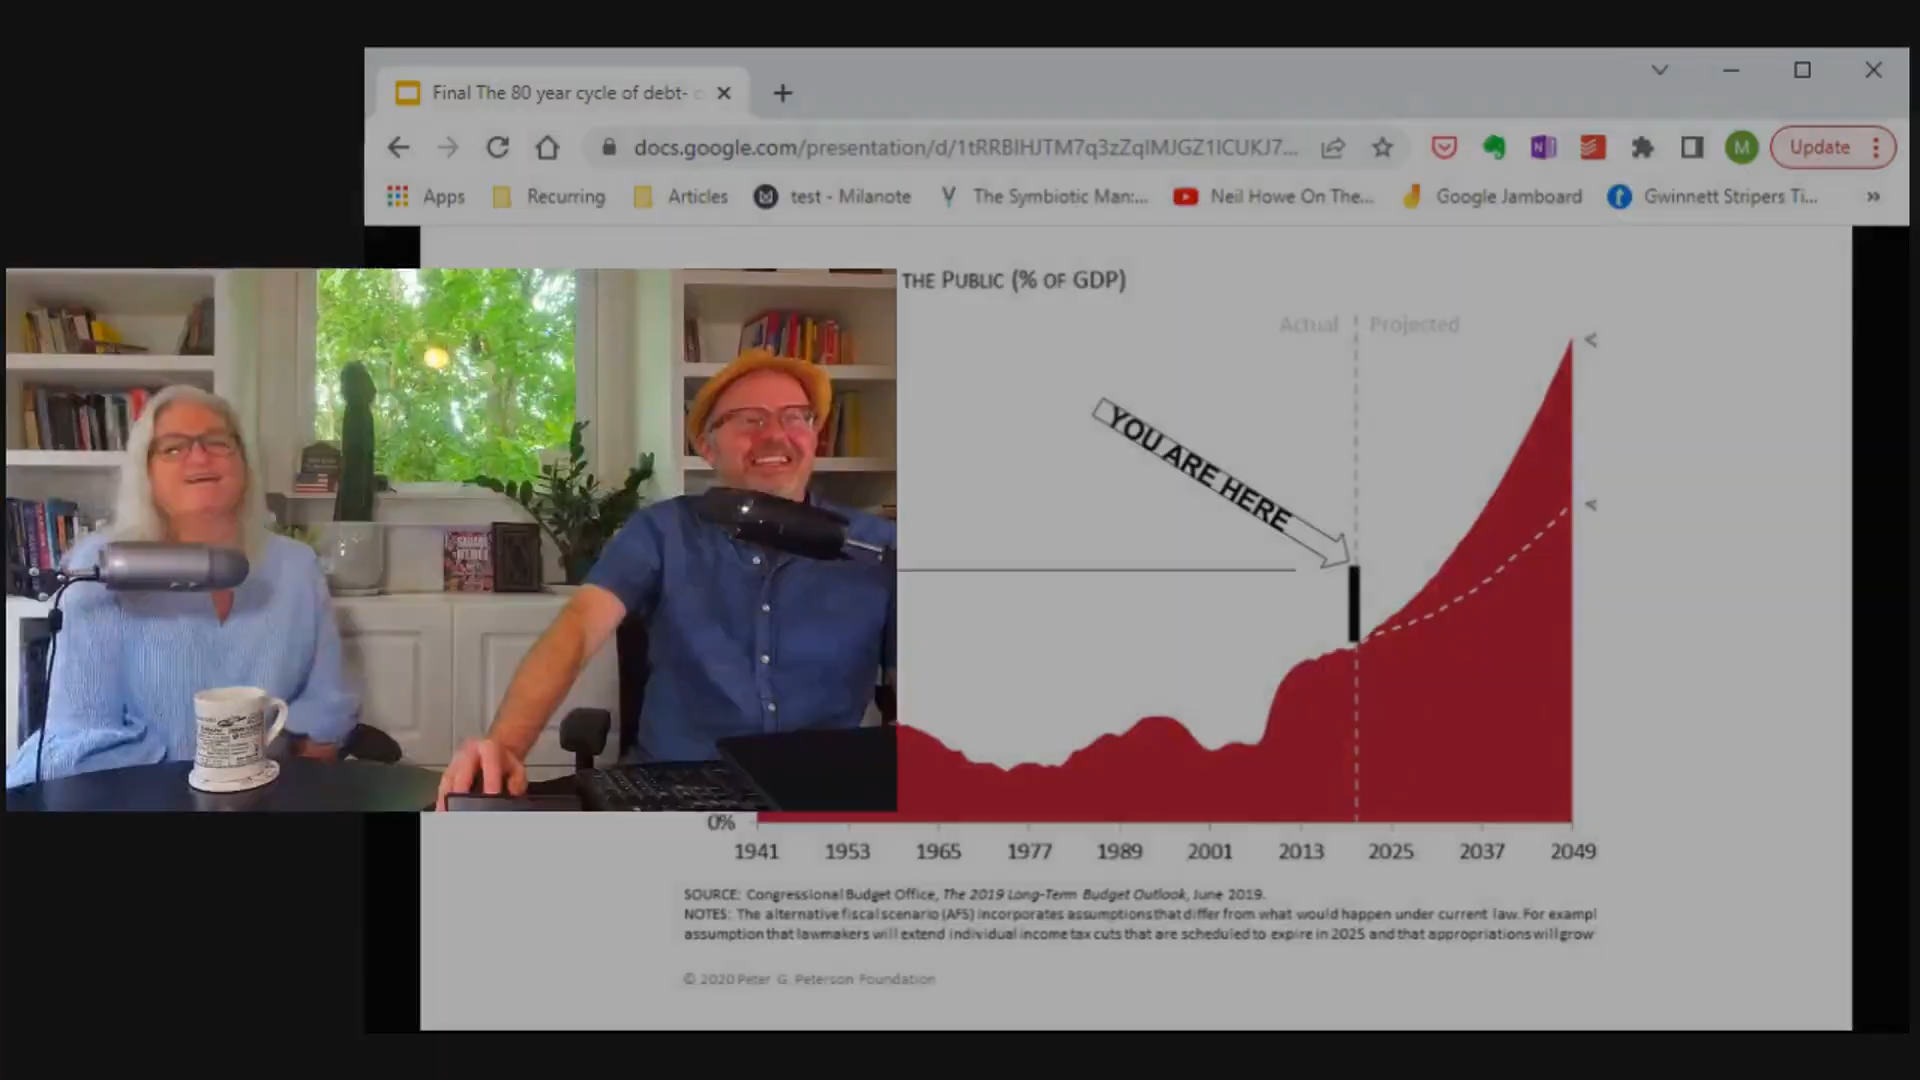 Final The 80 year cycle of debt- c
docs.google.com/presentation/d/1tRRBlHJTM7q3zZqlMJGZ1lCUKJ7...
M
Update
Apps
Recurring
Articles
test - Milanote
The Symbiotic Man:...
Neil Howe On The...
Google Jamboard
Gwinnett Stripers Ti...
THE PUBLIC (% OF GDP)
Actual
Projected
YOU ARE HERE
0%
1941 1953 1965 1977 1989 2001 2013 2025 2037 2049
SOURCE: Congressional Budget Office, The 2019 Long-Term Budget Outlook, June 2019.
NOTES: The alternative fiscal scenario (AFS) incorporates assumptions that differ from what would happen under current law. For exampl
assumption that lawmakers will extend individual income tax cuts that are scheduled to expire in 2025 and that appropriations will grow
© 2020 Peter G. Peterson Foundation